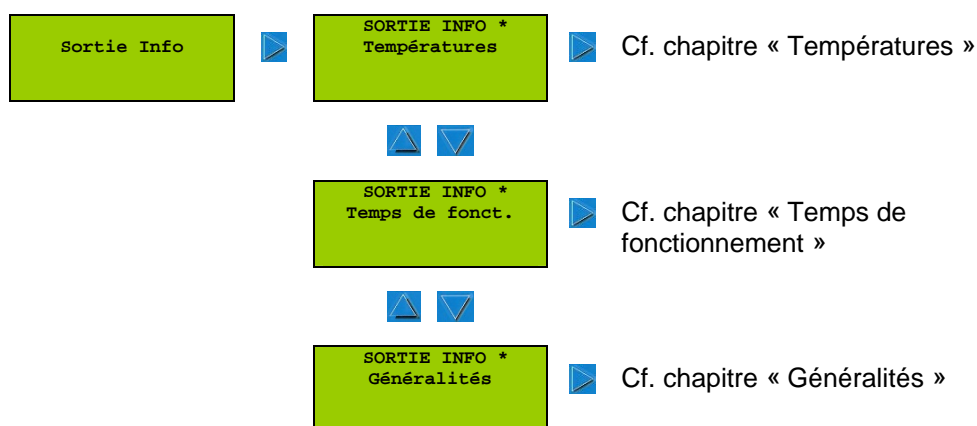 Sortie Info
SORTIE INFO *
Températures
Cf. chapitre « Températures »
SORTIE INFO *
Temps de fonct.
Cf. chapitre « Temps de
fonctionnement »
SORTIE INFO *
Généralités
Cf. chapitre « Généralités »